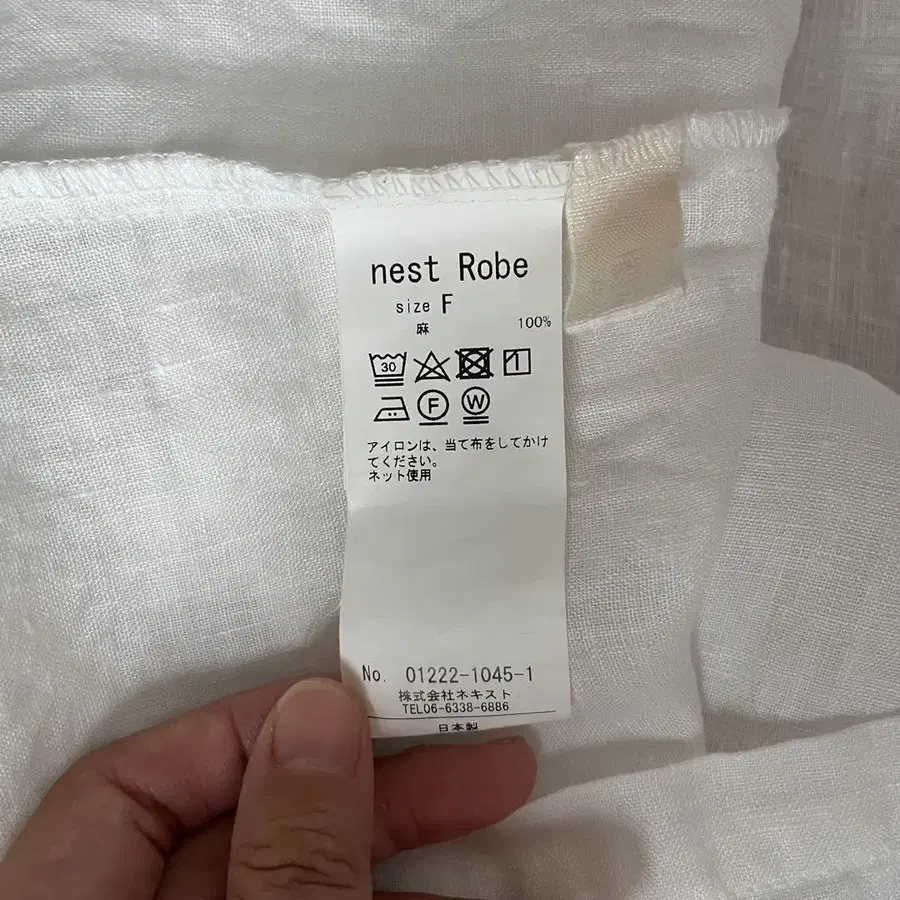 nest Robe
size F
麻 100%
30
1
F W
アイロンは、当て布をしてかけ
てください。
ネット使用
No. 01222-1045-1
株式会社ネキスト
TEL06-6338-6886
日本製